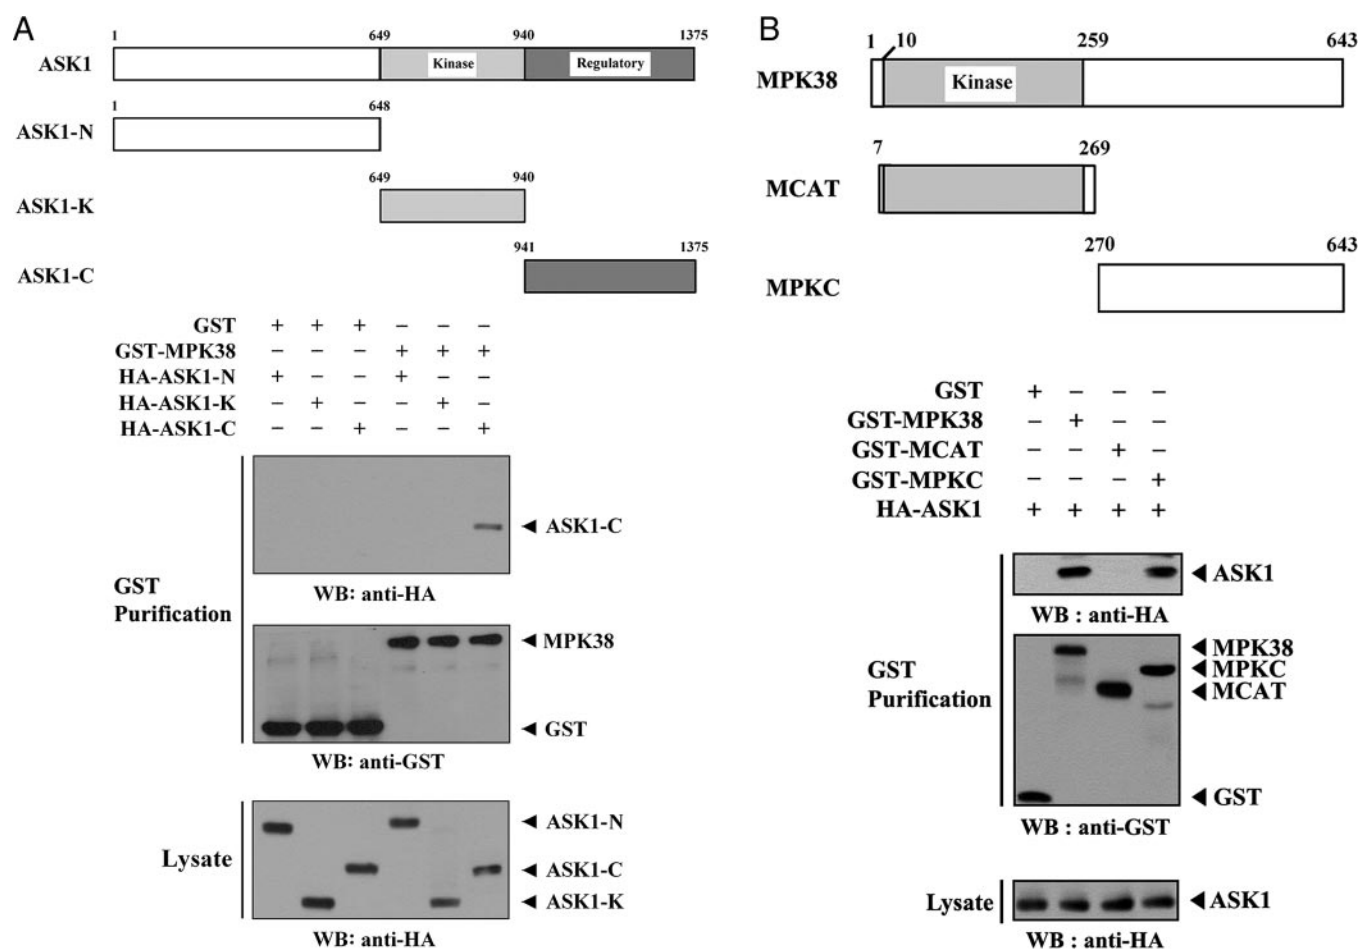 A
1 649 940 1375
ASK1 Kinase Regulatory
1 648
ASK1-N
649 940
ASK1-K
941 1375
ASK1-C
GST + + + – – –
GST-MPK38 – – – + + +
HA-ASK1-N + – – + – –
HA-ASK1-K – + – – + –
HA-ASK1-C – – + – – +
◄ ASK1-C
WB: anti-HA
GST
Purification
◄ MPK38
◄ GST
WB: anti-GST
Lysate
◄ ASK1-N
◄ ASK1-C
◄ ASK1-K
WB: anti-HA
B
1 10 259 643
MPK38 Kinase
7 269
MCAT
270 643
MPKC
GST + – – –
GST-MPK38 – + – –
GST-MCAT – – + –
GST-MPKC – – – +
HA-ASK1 + + + +
◄ ASK1
WB : anti-HA
GST
Purification
◄ MPK38
◄ MPKC
◄ MCAT
◄ GST
WB : anti-GST
Lysate ◄ ASK1
WB : anti-HA